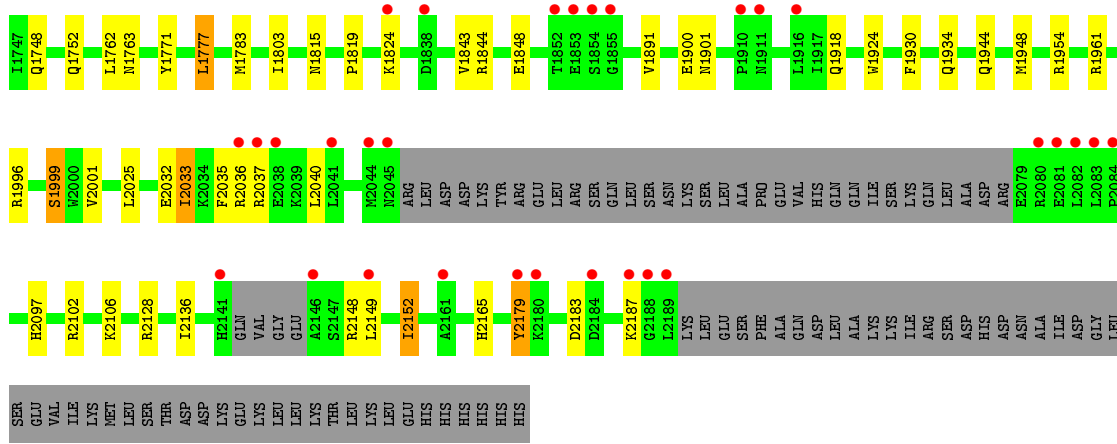 I1747 Q1748 Q1752 L1762 N1763 Y1771 L1777 M1783 I1803 N1815 P1819 K1824 D1838 V1843 R1844 E1848 T1852 E1853 S1854 G1855 V1891 E1900 N1901 P1910 N1911 L1916 I1917 Q1918 W1924 F1930 Q1934 Q1944 M1948 R1954 R1961
R1996 S1999 W2000 V2001 L2025 E2032 I2033 K2034 F2035 R2036 R2037 E2038 K2039 L2040 L2041 M2044 N2045 ARG LEU ASP ASP LYS TYR ARG GLU LEU ARG SER GLN LEU SER ASN LYS SER LEU ALA PRO GLU VAL HIS GLN GLN ILE SER LYS GLN LEU ALA ASP ARG E2079 R2080 E2081 L2082 L2083 P2084
H2097 R2102 K2106 R2128 I2136 H2141 GLN VAL GLY GLU A2146 S2147 R2148 L2149 I2152 A2161 H2165 Y2179 K2180 D2183 D2184 K2187 G2188 L2189 LYS LEU GLU SER PHE ALA GLN ASP LEU ALA LYS LYS ILE ARG SER ASP HIS ASP ASN ALA ILE ASP GLY LEU
SER GLU VAL ILE LYS MET LEU SER THR ASP ASP LYS GLU LYS LEU LEU LYS THR LEU LYS LEU GLU HIS HIS HIS HIS HIS HIS